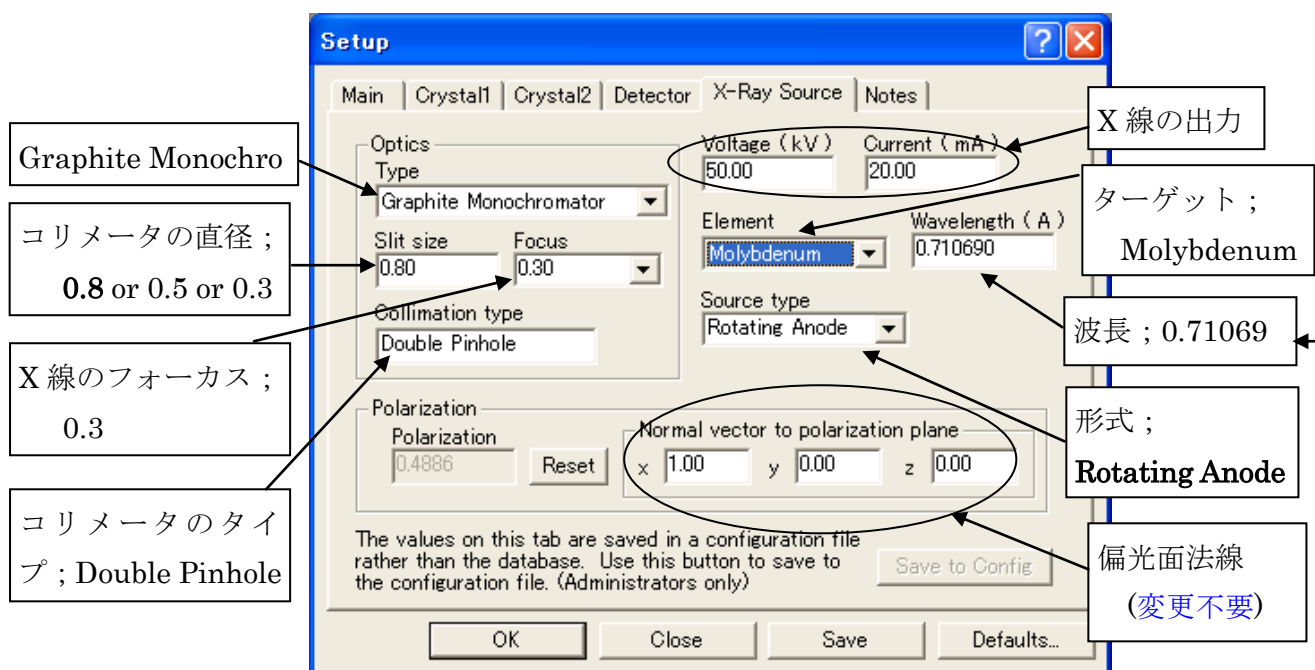 Setup
Main Crystal1 Crystal2 Detector X-Ray Source Notes
Optics
Type
Graphite Monochromator
Slit size Focus
0.80 0.30
Collimation type
Double Pinhole
Voltage (kV) Current (mA)
50.00 20.00
Element Wavelength (A)
Molybdenum 0.710690
Source type
Rotating Anode
Polarization
Polarization
0.4886 Reset
Normal vector to polarization plane
x 1.00 y 0.00 z 0.00
The values on this tab are saved in a configuration file
rather than the database. Use this button to save to
the configuration file. (Administrators only)
Save to Config
OK Close Save Defaults...
Graphite Monochro
コリメータの直径;
0.8 or 0.5 or 0.3
X 線のフォーカス;
0.3
コリメータのタイ
プ; Double Pinhole
X 線の出力
ターゲット;
Molybdenum
波長; 0.71069
形式;
Rotating Anode
偏光面法線
(変更不要)